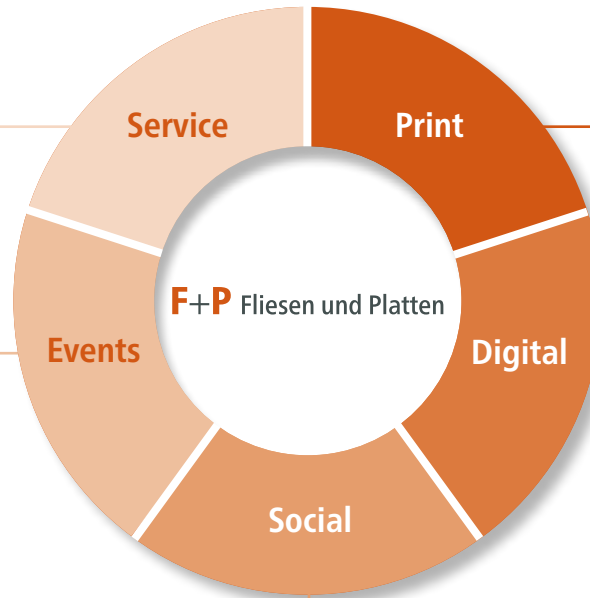 Service
Print
F+P Fliesen und Platten
Events
Digital
Social